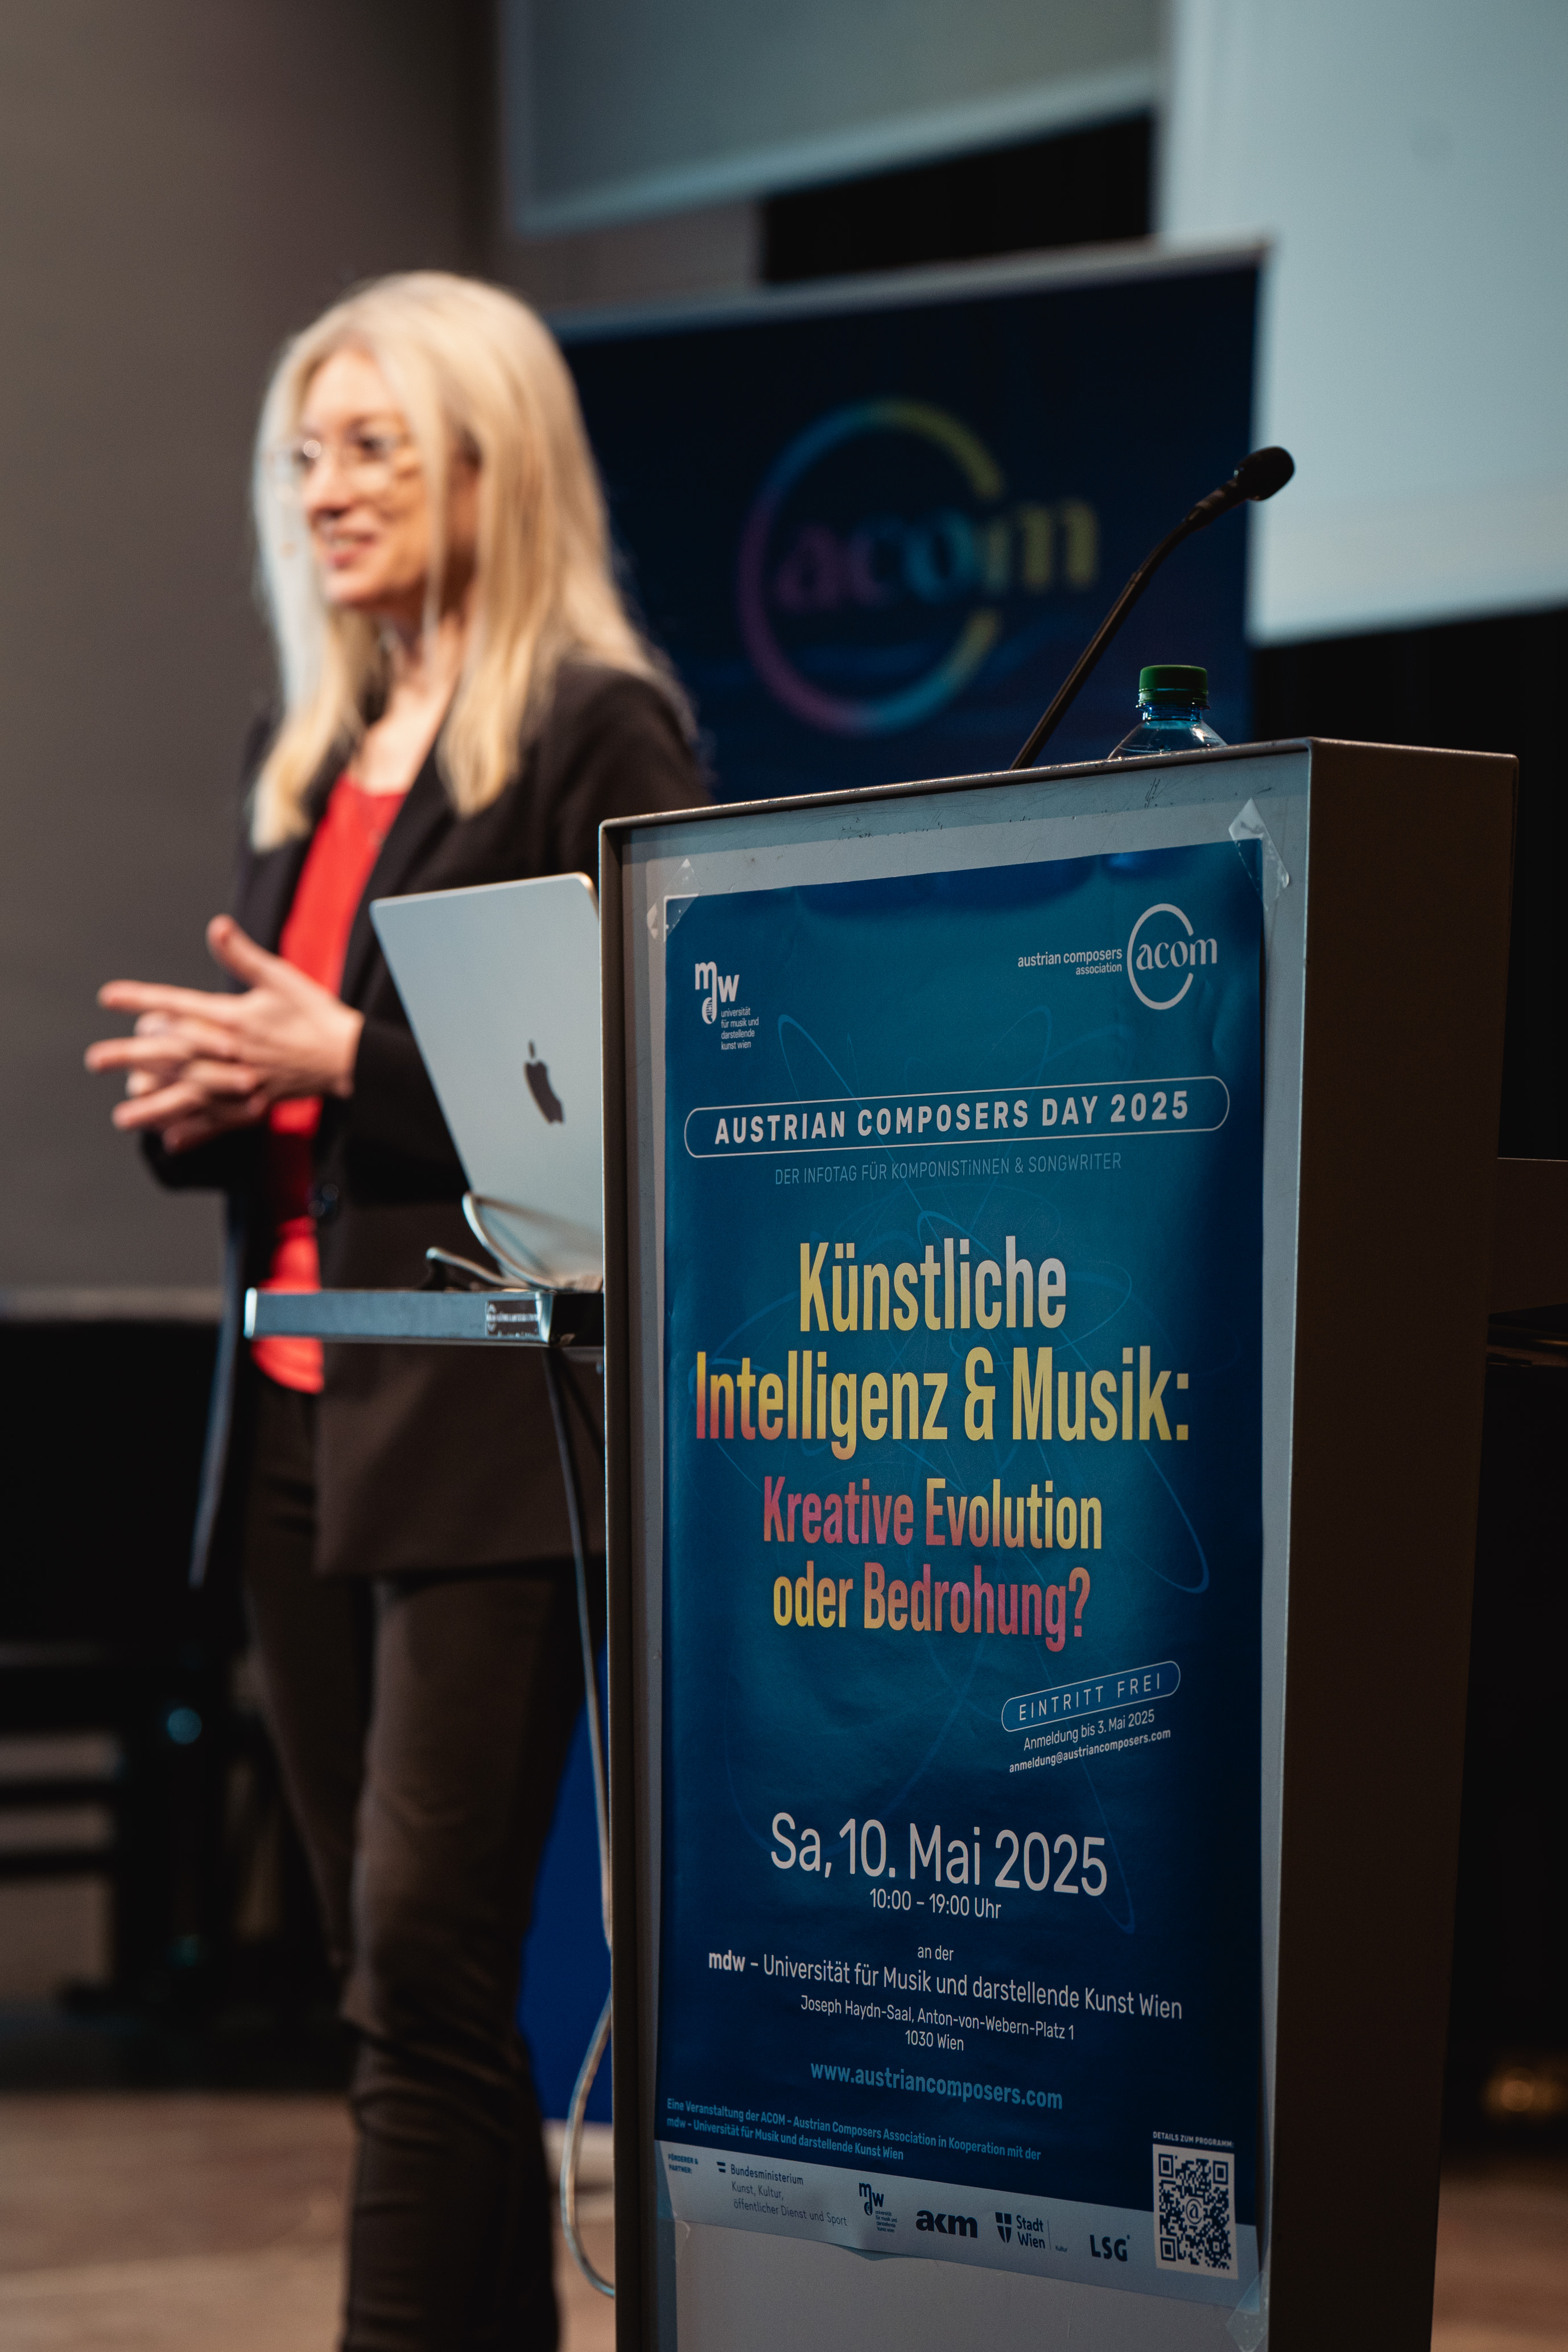 acom
mdw
universität
für musik und
darstellende
kunst wien
austrian composers
association
acom
AUSTRIAN COMPOSERS DAY 2025
DER INFOTAG FÜR KOMPONISTiNNEN & SONGWRITER
Künstliche
Intelligenz & Musik:
Kreative Evolution
oder Bedrohung?
EINTRITT FREI
Anmeldung bis 3. Mai 2025
anmeldung@austriancomposers.com
Sa, 10. Mai 2025
10:00 – 19:00 Uhr
an der
mdw – Universität für Musik und darstellende Kunst Wien
Joseph Haydn-Saal, Anton-von-Webern-Platz 1
1030 Wien
www.austriancomposers.com
Eine Veranstaltung der ACOM – Austrian Composers Association in Kooperation mit der
mdw – Universität für Musik und darstellende Kunst Wien
DETAILS ZUM PROGRAMM:
FÖRDERER &
PARTNER:
Bundesministerium
Kunst, Kultur,
öffentlicher Dienst und Sport
mdw
akm
Stadt
Wien
Kultur
LSG